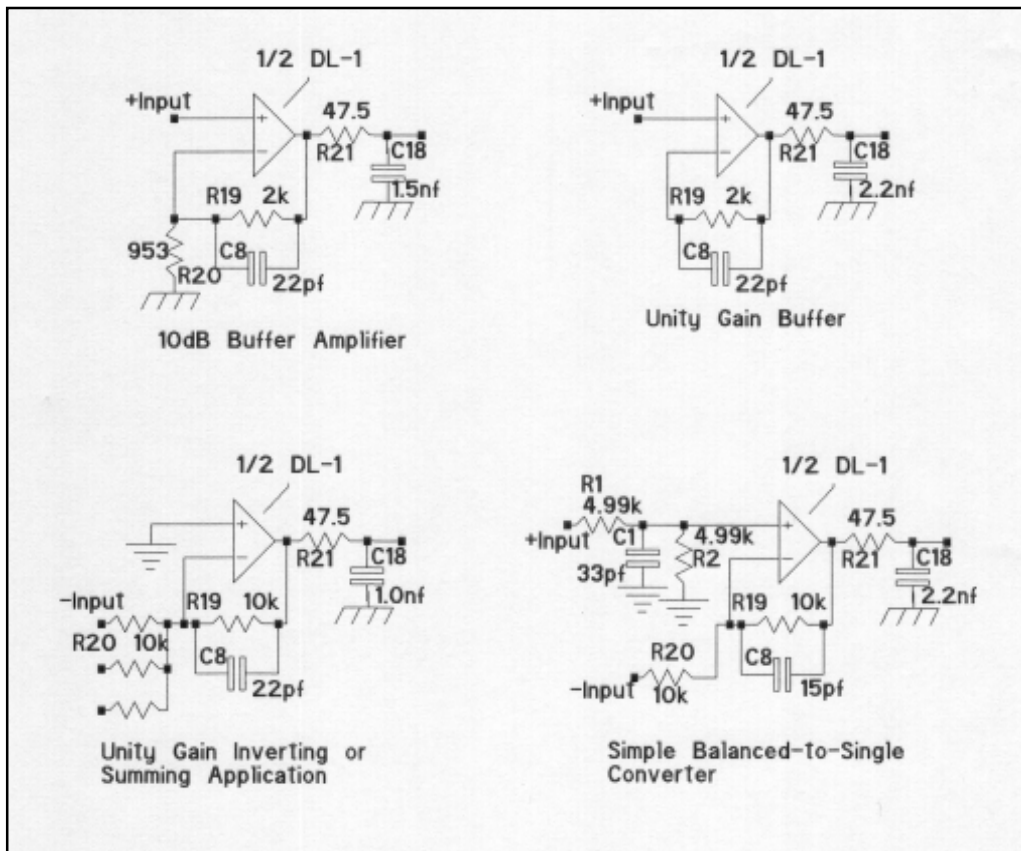 1/2 DL-1
+Input
+
−
47.5
R21
C18
1.5nf
R19 2k
C8
22pf
953
R20
10dB Buffer Amplifier
1/2 DL-1
+Input
+
−
47.5
R21
C18
2.2nf
R19 2k
C8
22pf
Unity Gain Buffer
1/2 DL-1
+
−
47.5
R21
C18
1.0nf
-Input
R19 10k
R20 10k
C8
22pf
Unity Gain Inverting or
Summing Application
1/2 DL-1
R1
4.99k
+Input
C1
33pf
4.99k
R2
+
−
47.5
R21
C18
2.2nf
R19 10k
C8
15pf
R20
10k
-Input
Simple Balanced-to-Single
Converter